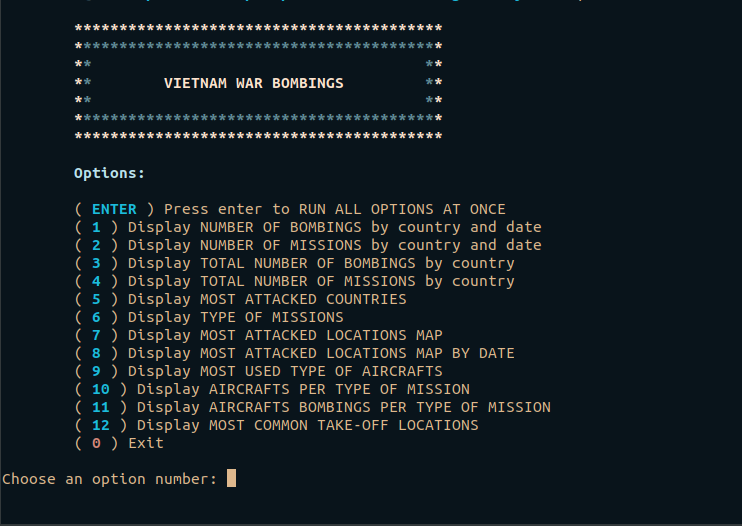 *****************************************
*****************************************
** **
** VIETNAM WAR BOMBINGS **
** **
*****************************************
*****************************************
Options:
( ENTER ) Press enter to RUN ALL OPTIONS AT ONCE
( 1 ) Display NUMBER OF BOMBINGS by country and date
( 2 ) Display NUMBER OF MISSIONS by country and date
( 3 ) Display TOTAL NUMBER OF BOMBINGS by country
( 4 ) Display TOTAL NUMBER OF MISSIONS by country
( 5 ) Display MOST ATTACKED COUNTRIES
( 6 ) Display TYPE OF MISSIONS
( 7 ) Display MOST ATTACKED LOCATIONS MAP
( 8 ) Display MOST ATTACKED LOCATIONS MAP BY DATE
( 9 ) Display MOST USED TYPE OF AIRCRAFTS
( 10 ) Display AIRCRAFTS PER TYPE OF MISSION
( 11 ) Display AIRCRAFTS BOMBINGS PER TYPE OF MISSION
( 12 ) Display MOST COMMON TAKE-OFF LOCATIONS
( 0 ) Exit
Choose an option number: